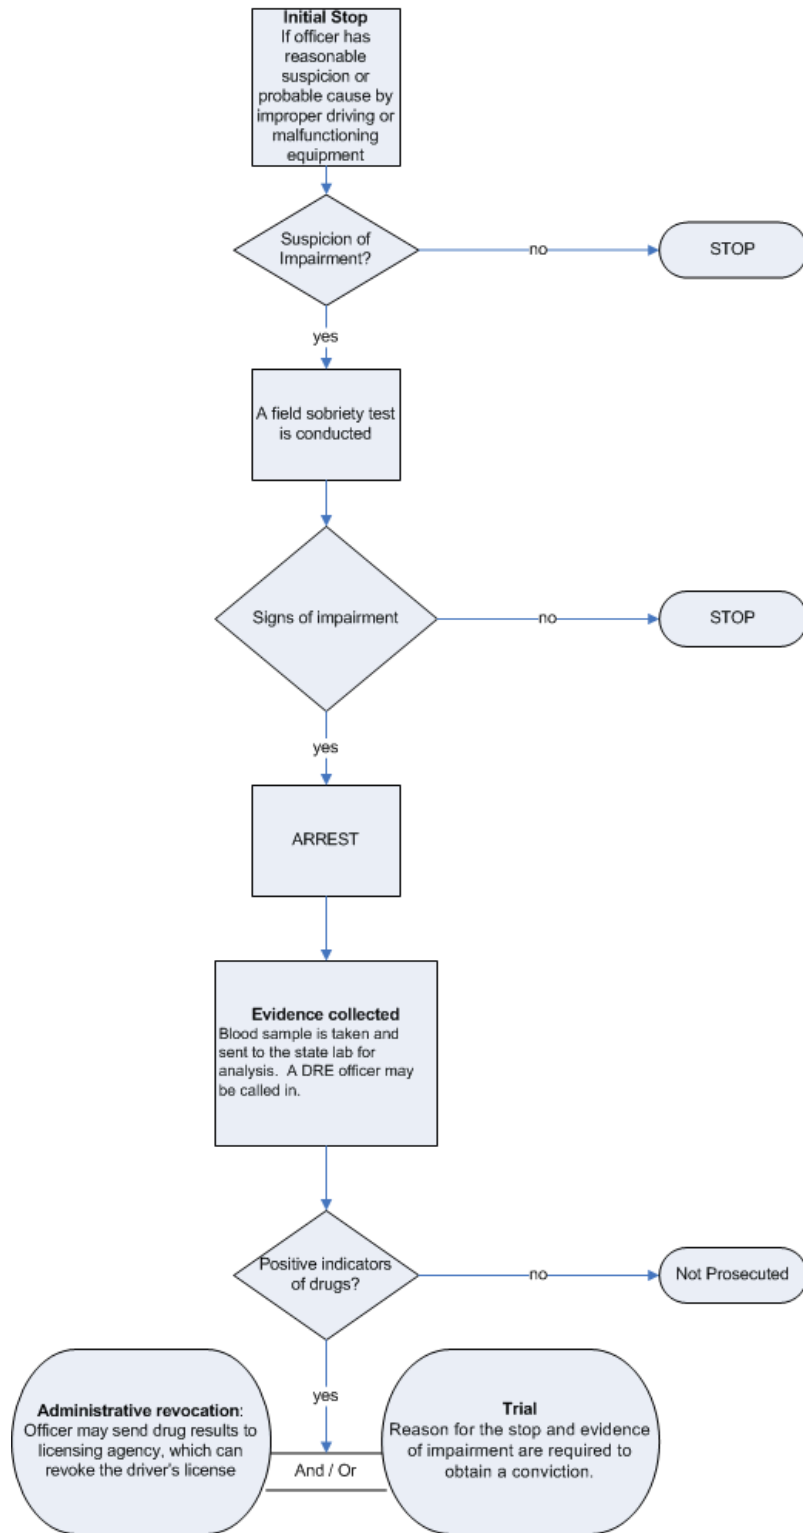 Initial Stop
If officer has
reasonable
suspicion or
probable cause by
improper driving or
malfunctioning
equipment
Suspicion of
Impairment?
no
STOP
yes
A field sobriety test
is conducted
Signs of impairment
no
STOP
yes
ARREST
Evidence collected
Blood sample is taken and
sent to the state lab for
analysis.  A DRE officer may
be called in.
Positive indicators
of drugs?
no
Not Prosecuted
yes
Administrative revocation:
Officer may send drug results to
licensing agency, which can
revoke the driver's license
And / Or
Trial
Reason for the stop and evidence
of impairment are required to
obtain a conviction.